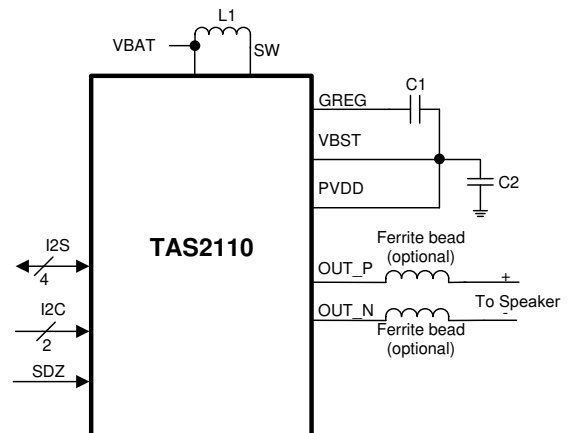 L1
VBAT
SW
GREG
C1
VBST
C2
PVDD
TAS2110
Ferrite bead
(optional)
I2S
4
OUT_P
+
To Speaker
I2C
2
OUT_N
-
Ferrite bead
(optional)
SDZ